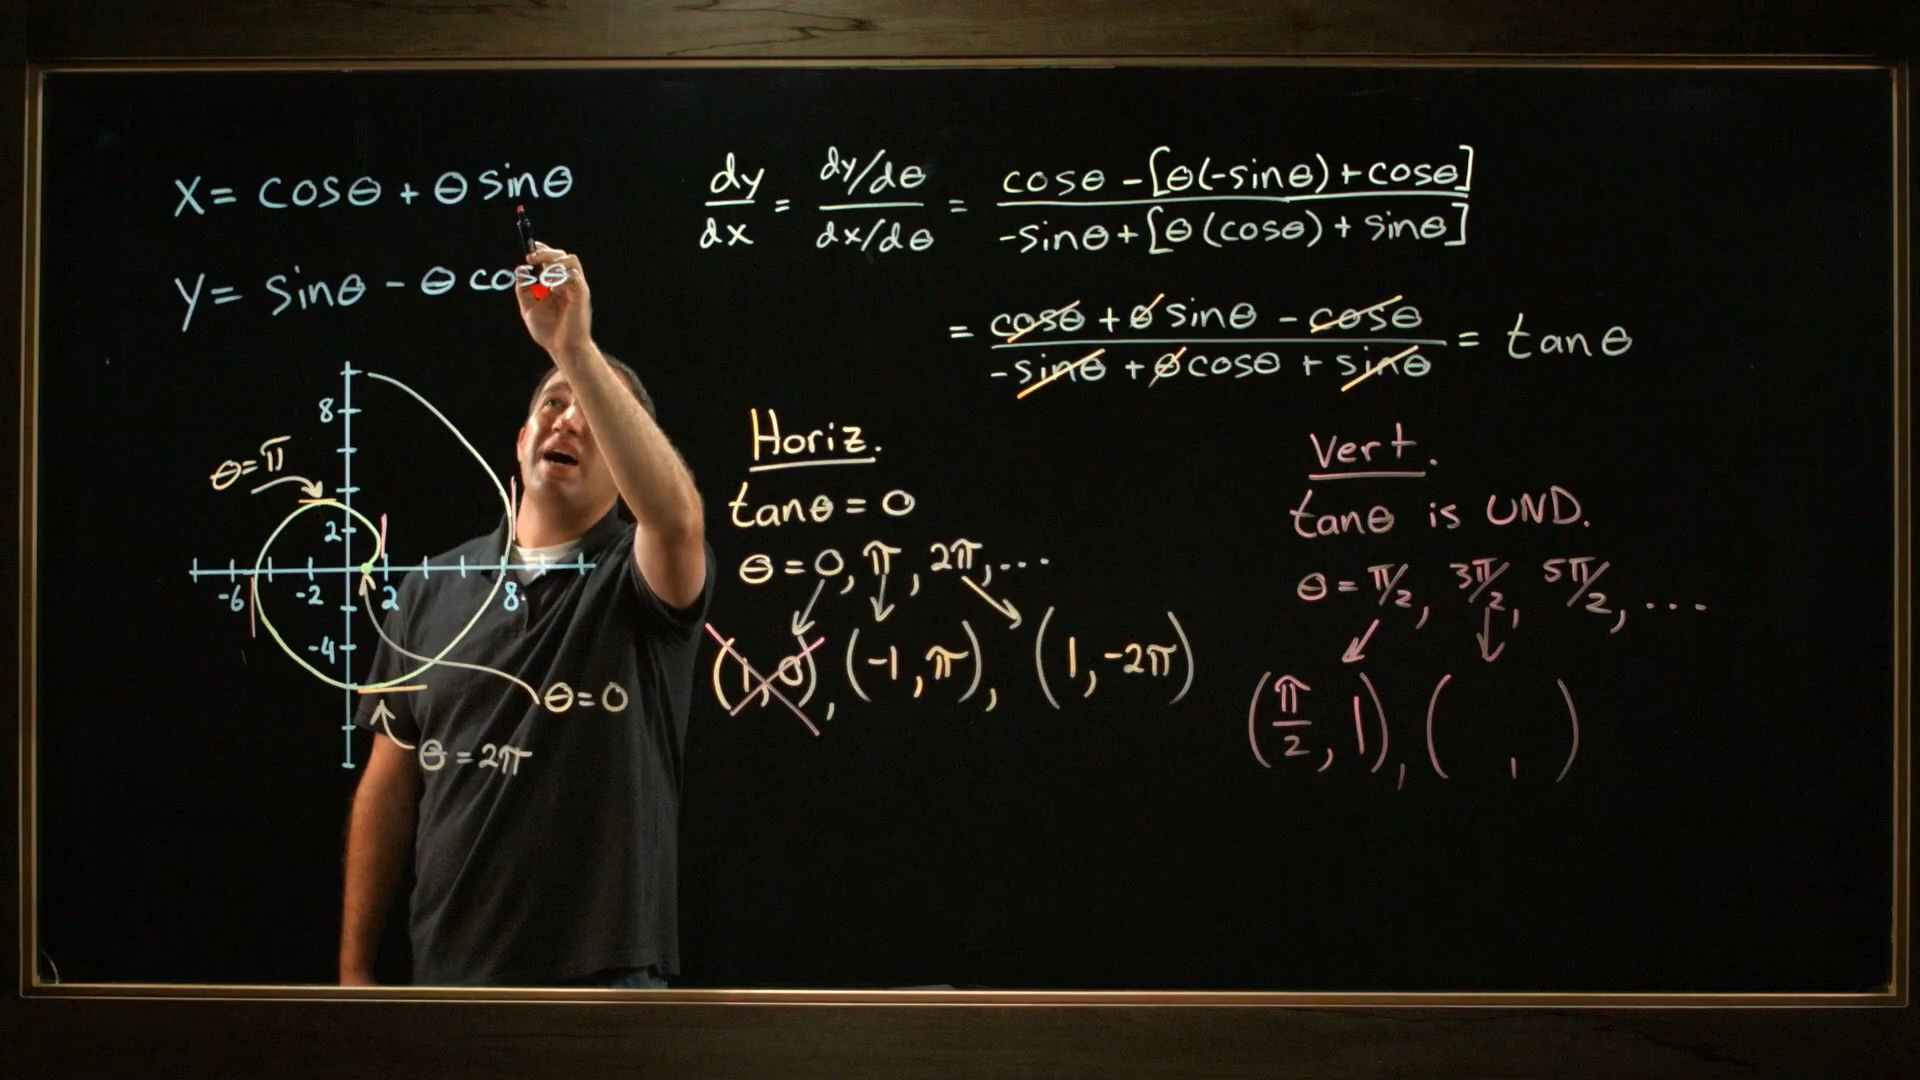 x = cosθ + θ sinθ
y = sinθ - θ cosθ
dy/dx = (dy/dθ)/(dx/dθ) = (cosθ - [θ(-sinθ) + cosθ])/(-sinθ + [θ(cosθ) + sinθ])
= (cosθ + θ sinθ - cosθ)/(-sinθ + θ cosθ + sinθ) = tanθ
8
θ = π
2
-6
-2
2
8
-4
θ = 0
θ = 2π
Horiz.
tanθ = 0
θ = 0, π, 2π, ...
(1, 0), (-1, π), (1, -2π)
Vert.
tanθ is UND.
θ = π/2, 3π/2, 5π/2, ...
(π/2, 1), ( , )